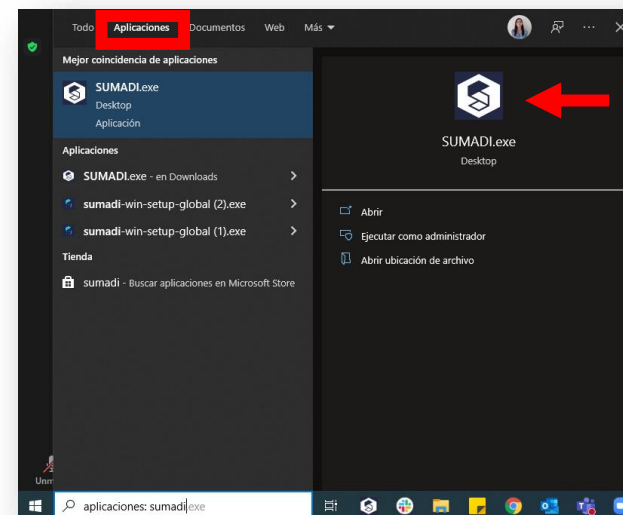 Todo Aplicaciones Documentos Web Más
Mejor coincidencia de aplicaciones
SUMADI.exe
Desktop
Aplicación
Aplicaciones
SUMADI.exe - en Downloads
sumadi-win-setup-global (2).exe
sumadi-win-setup-global (1).exe
Tienda
sumadi - Buscar aplicaciones en Microsoft Store
SUMADI.exe
Desktop
Abrir
Ejecutar como administrador
Abrir ubicación de archivo
Unm
aplicaciones: sumadi.exe